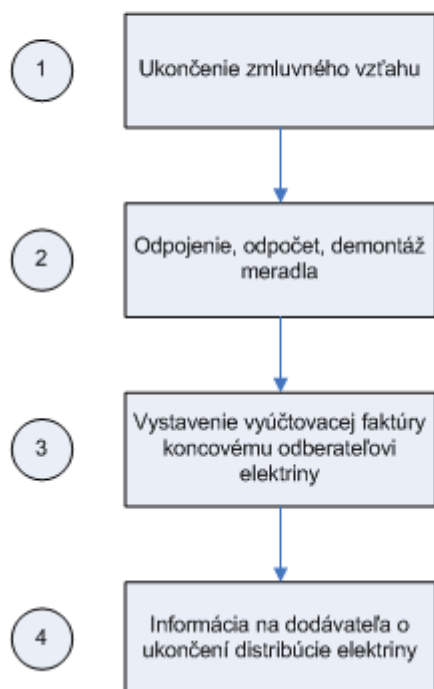 1
Ukončenie zmluvného vzťahu
2
Odpojenie, odpočet, demontáž
meradla
3
Vystavenie vyúčtovacej faktúry
koncovému odberateľovi
elektriny
4
Informácia na dodávateľa o
ukončení distribúcie elektriny